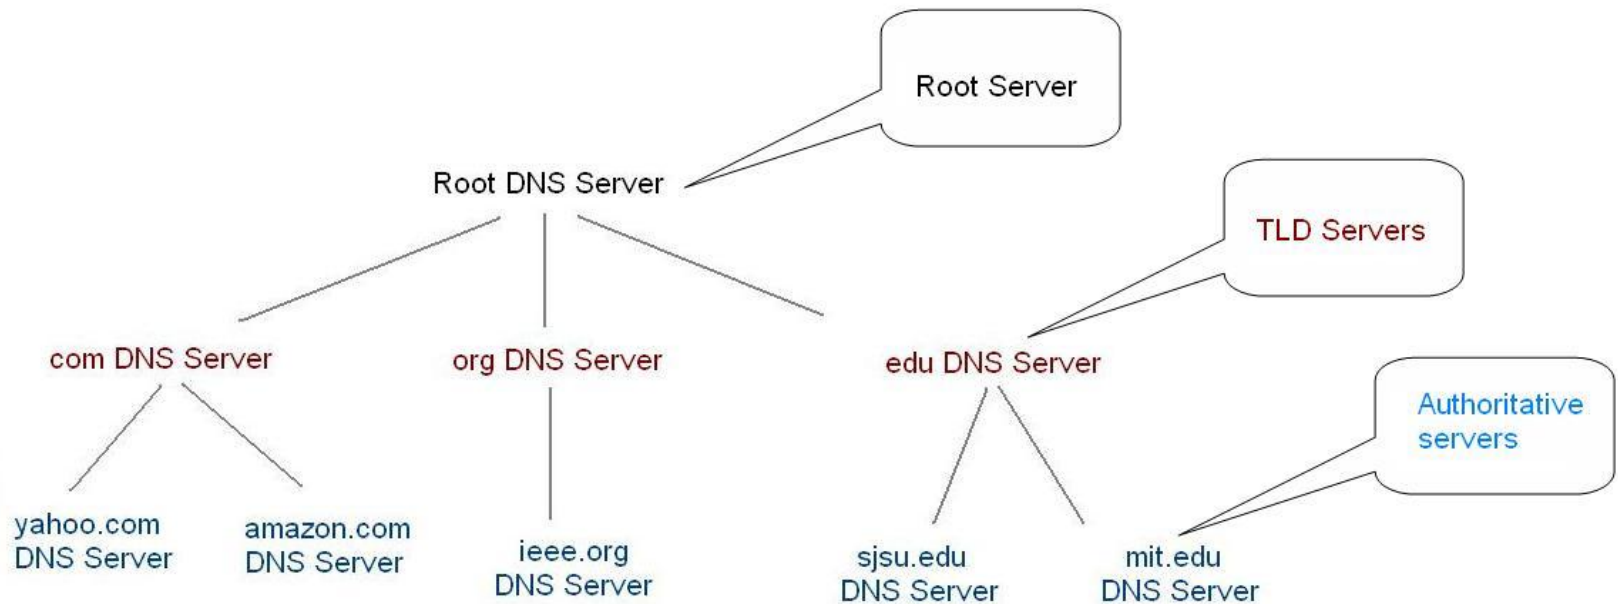 Root Server
Root DNS Server
TLD Servers
com DNS Server
org DNS Server
edu DNS Server
Authoritative
servers
yahoo.com
DNS Server
amazon.com
DNS Server
ieee.org
DNS Server
sjsu.edu
DNS Server
mit.edu
DNS Server